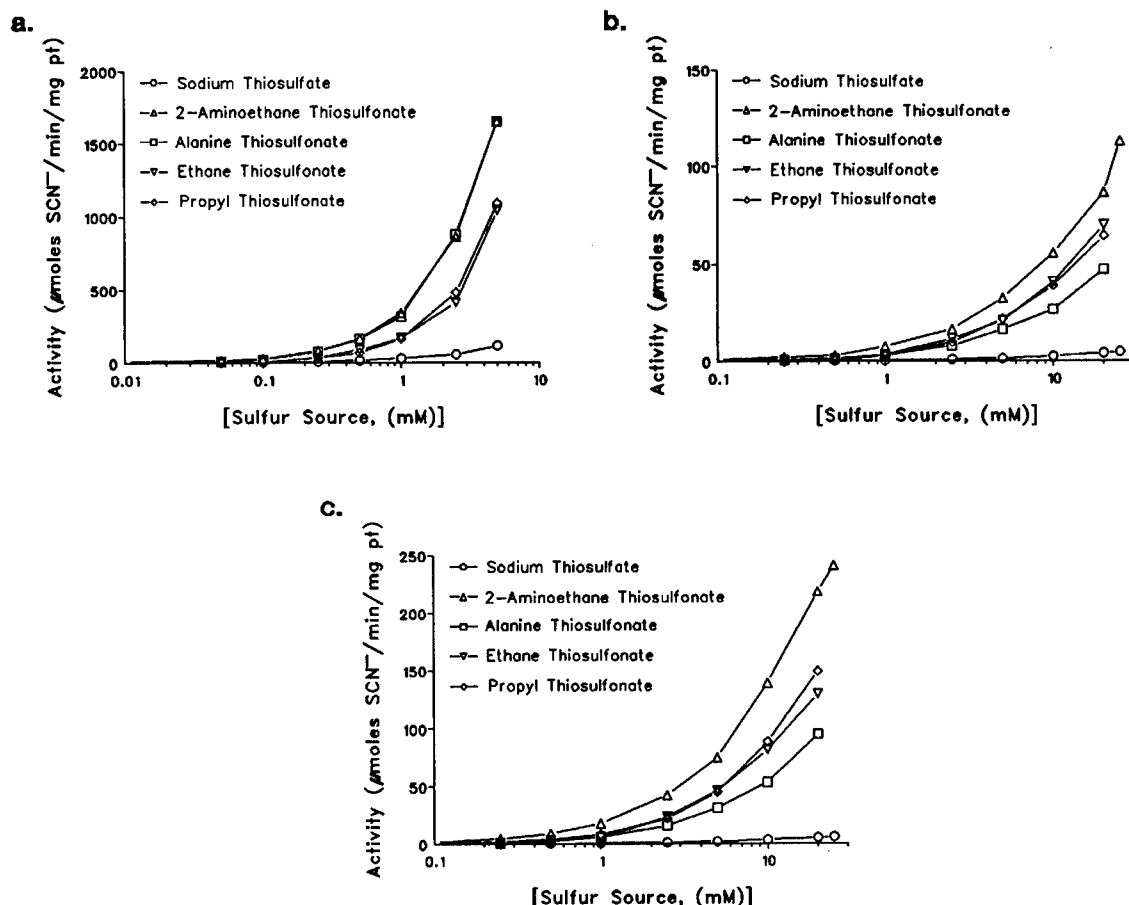 a.
Activity (μmoles SCN⁻/min/mg pt)
2000
1500
1000
500
0
0.01
0.1
1
10
Sodium Thiosulfate
2-Aminoethane Thiosulfonate
Alanine Thiosulfonate
Ethane Thiosulfonate
Propyl Thiosulfonate
[Sulfur Source, (mM)]
b.
Activity (μmoles SCN⁻/min/mg pt)
150
100
50
0
0.1
1
10
Sodium Thiosulfate
2-Aminoethane Thiosulfonate
Alanine Thiosulfonate
Ethane Thiosulfonate
Propyl Thiosulfonate
[Sulfur Source, (mM)]
c.
Activity (μmoles SCN⁻/min/mg pt)
250
200
150
100
50
0
0.1
1
10
Sodium Thiosulfate
2-Aminoethane Thiosulfonate
Alanine Thiosulfonate
Ethane Thiosulfonate
Propyl Thiosulfonate
[Sulfur Source, (mM)]